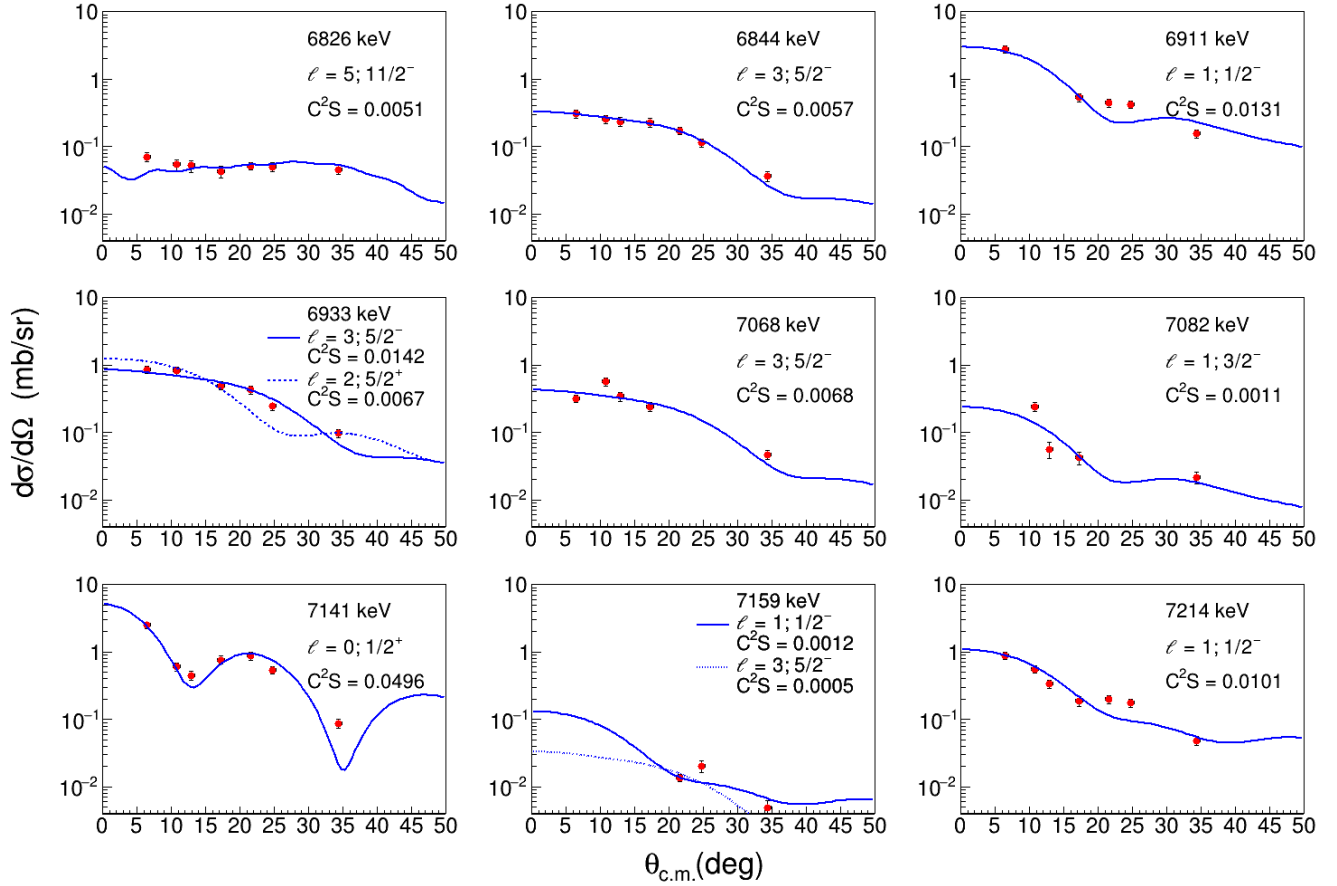 dσ/dΩ (mb/sr)
10
1
10⁻¹
10⁻²
6826 keV
ℓ = 5; 11/2⁻
C²S = 0.0051
0 5 10 15 20 25 30 35 40 45 50
10
1
10⁻¹
10⁻²
6844 keV
ℓ = 3; 5/2⁻
C²S = 0.0057
0 5 10 15 20 25 30 35 40 45 50
10
1
10⁻¹
10⁻²
6911 keV
ℓ = 1; 1/2⁻
C²S = 0.0131
0 5 10 15 20 25 30 35 40 45 50
10
1
10⁻¹
10⁻²
6933 keV
ℓ = 3; 5/2⁻
C²S = 0.0142
ℓ = 2; 5/2⁺
C²S = 0.0067
0 5 10 15 20 25 30 35 40 45 50
10
1
10⁻¹
10⁻²
7068 keV
ℓ = 3; 5/2⁻
C²S = 0.0068
0 5 10 15 20 25 30 35 40 45 50
10
1
10⁻¹
10⁻²
7082 keV
ℓ = 1; 3/2⁻
C²S = 0.0011
0 5 10 15 20 25 30 35 40 45 50
10
1
10⁻¹
10⁻²
7141 keV
ℓ = 0; 1/2⁺
C²S = 0.0496
0 5 10 15 20 25 30 35 40 45 50
10
1
10⁻¹
10⁻²
7159 keV
ℓ = 1; 1/2⁻
C²S = 0.0012
ℓ = 3; 5/2⁻
C²S = 0.0005
0 5 10 15 20 25 30 35 40 45 50
10
1
10⁻¹
10⁻²
7214 keV
ℓ = 1; 1/2⁻
C²S = 0.0101
0 5 10 15 20 25 30 35 40 45 50
θc.m.(deg)